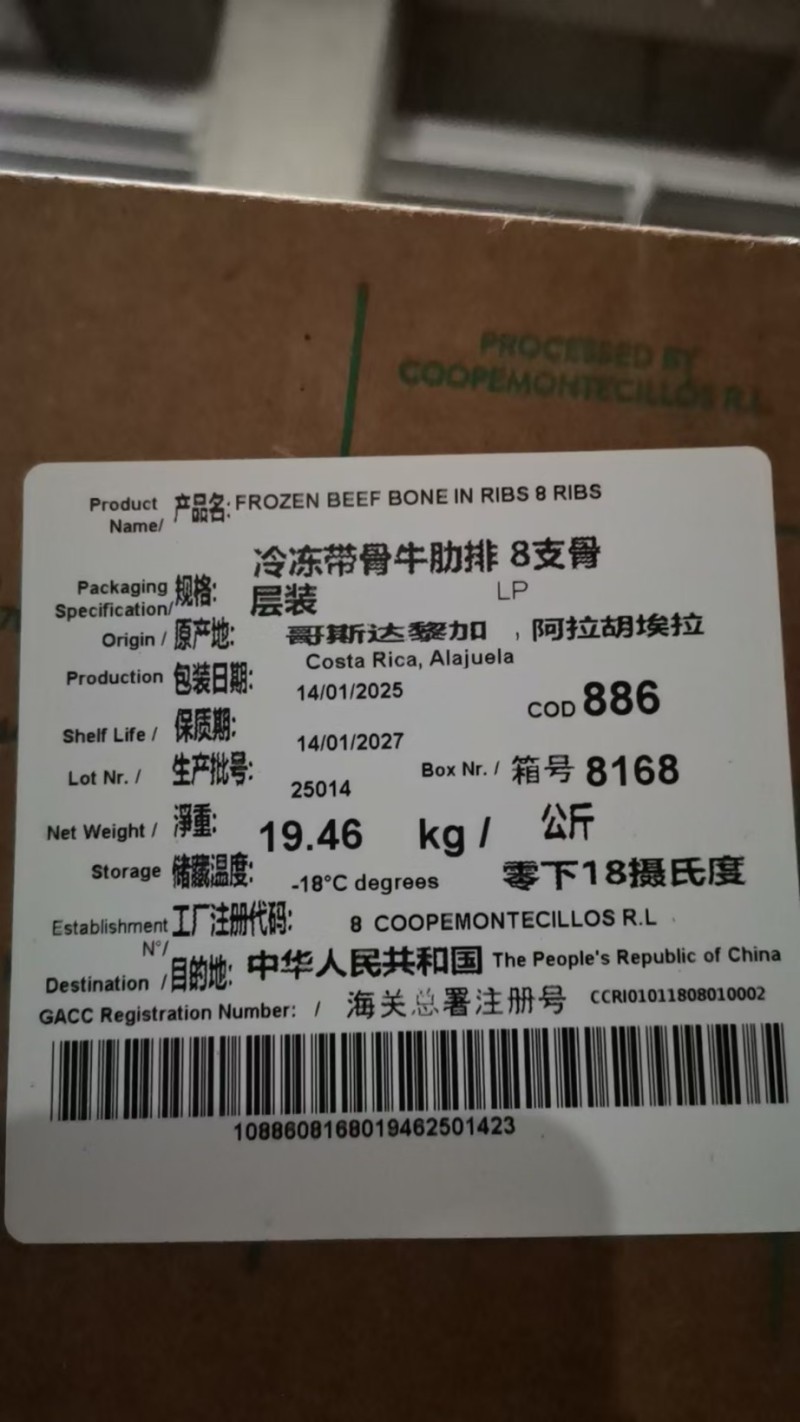 PROCESSED BY
COOPEMONTECILLOS R.L.
Product Name/ 产品名: FROZEN BEEF BONE IN RIBS 8 RIBS
冷冻带骨牛肋排 8支骨
Packaging Specification/ 规格: 层装 LP
Origin / 原产地: 哥斯达黎加 , 阿拉胡埃拉
Costa Rica, Alajuela
Production 包装日期: 14/01/2025 COD 886
Shelf Life / 保质期: 14/01/2027
Lot Nr. / 生产批号: 25014 Box Nr. / 箱号 8168
Net Weight / 淨重: 19.46 kg / 公斤
Storage 储藏温度: -18°C degrees 零下18摄氏度
Establishment N°/ 工厂注册代码: 8 COOPEMONTECILLOS R.L
Destination / 目的地: 中华人民共和国 The People's Republic of China
GACC Registration Number: / 海关总署注册号 CCRI01011808010002
1088608168019462501423